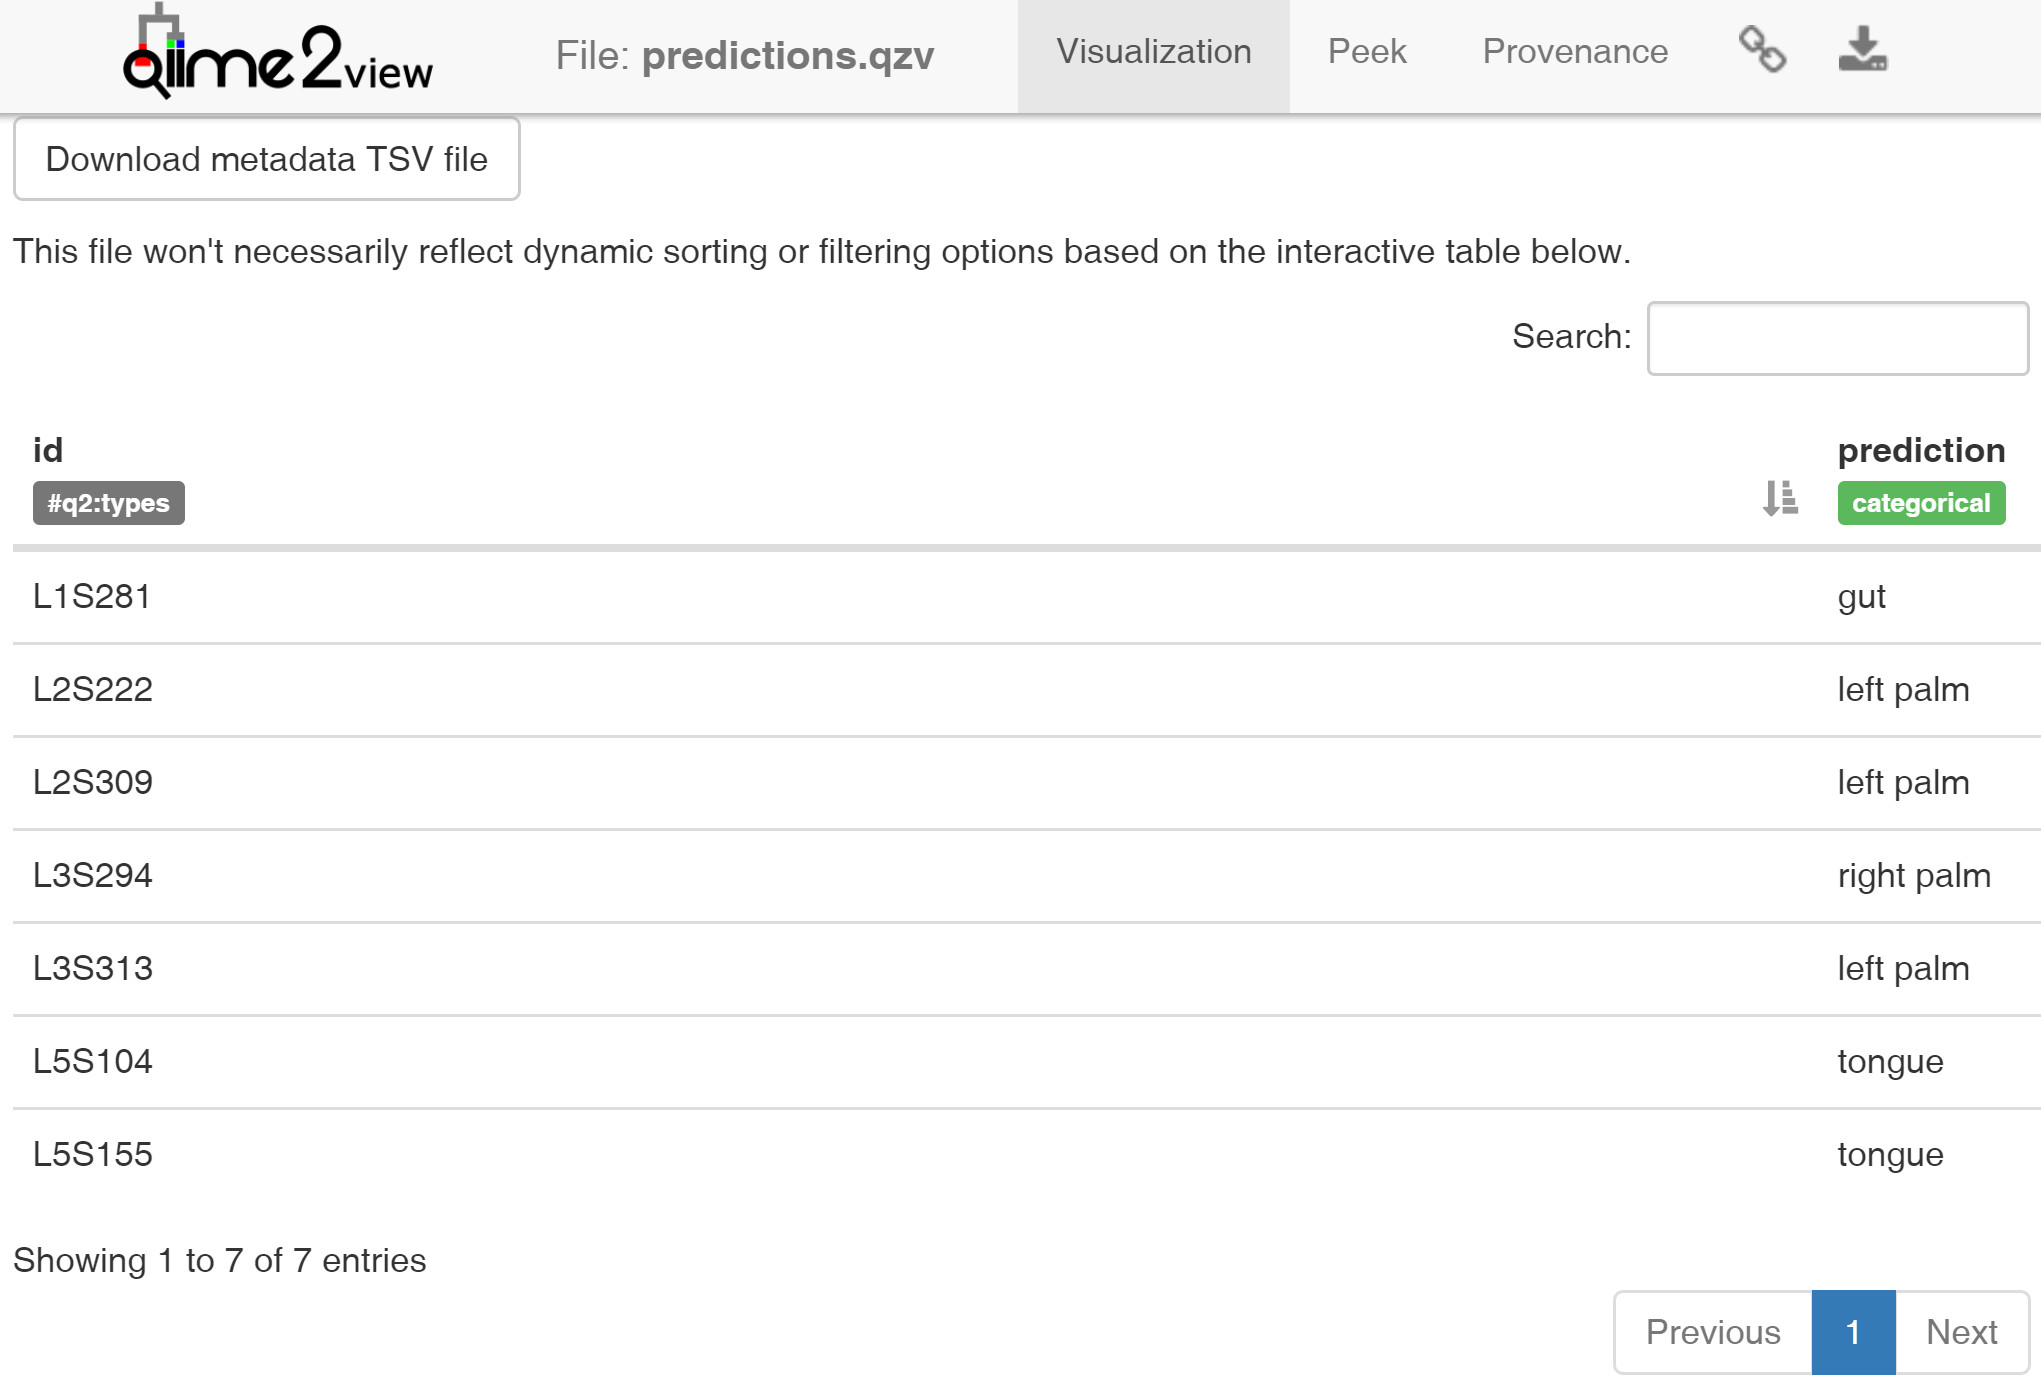 qiime2view
File: predictions.qzv
Visualization
Peek
Provenance
Download metadata TSV file
This file won't necessarily reflect dynamic sorting or filtering options based on the interactive table below.
Search:
id prediction
#q2:types categorical
L1S281 gut
L2S222 left palm
L2S309 left palm
L3S294 right palm
L3S313 left palm
L5S104 tongue
L5S155 tongue
Showing 1 to 7 of 7 entries
Previous 1 Next